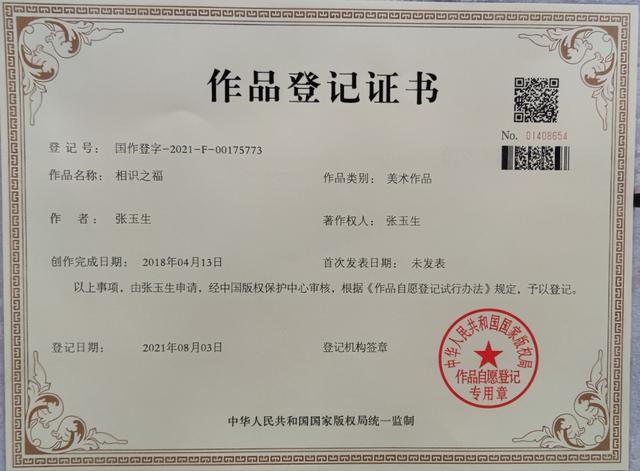 作品登记证书
No. 01408654
登 记 号： 国作登字-2021-F-00175773
作品名称： 相识之福 作品类别： 美术作品
作 者： 张玉生 著作权人： 张玉生
创作完成日期： 2018年04月13日 首次发表日期： 未发表
以上事项，由张玉生申请，经中国版权保护中心审核，根据《作品自愿登记试行办法》规定，予以登记。
登记日期： 2021年08月03日 登记机构签章
中华人民共和国国家版权局
作品自愿登记
专用章
中华人民共和国国家版权局统一监制